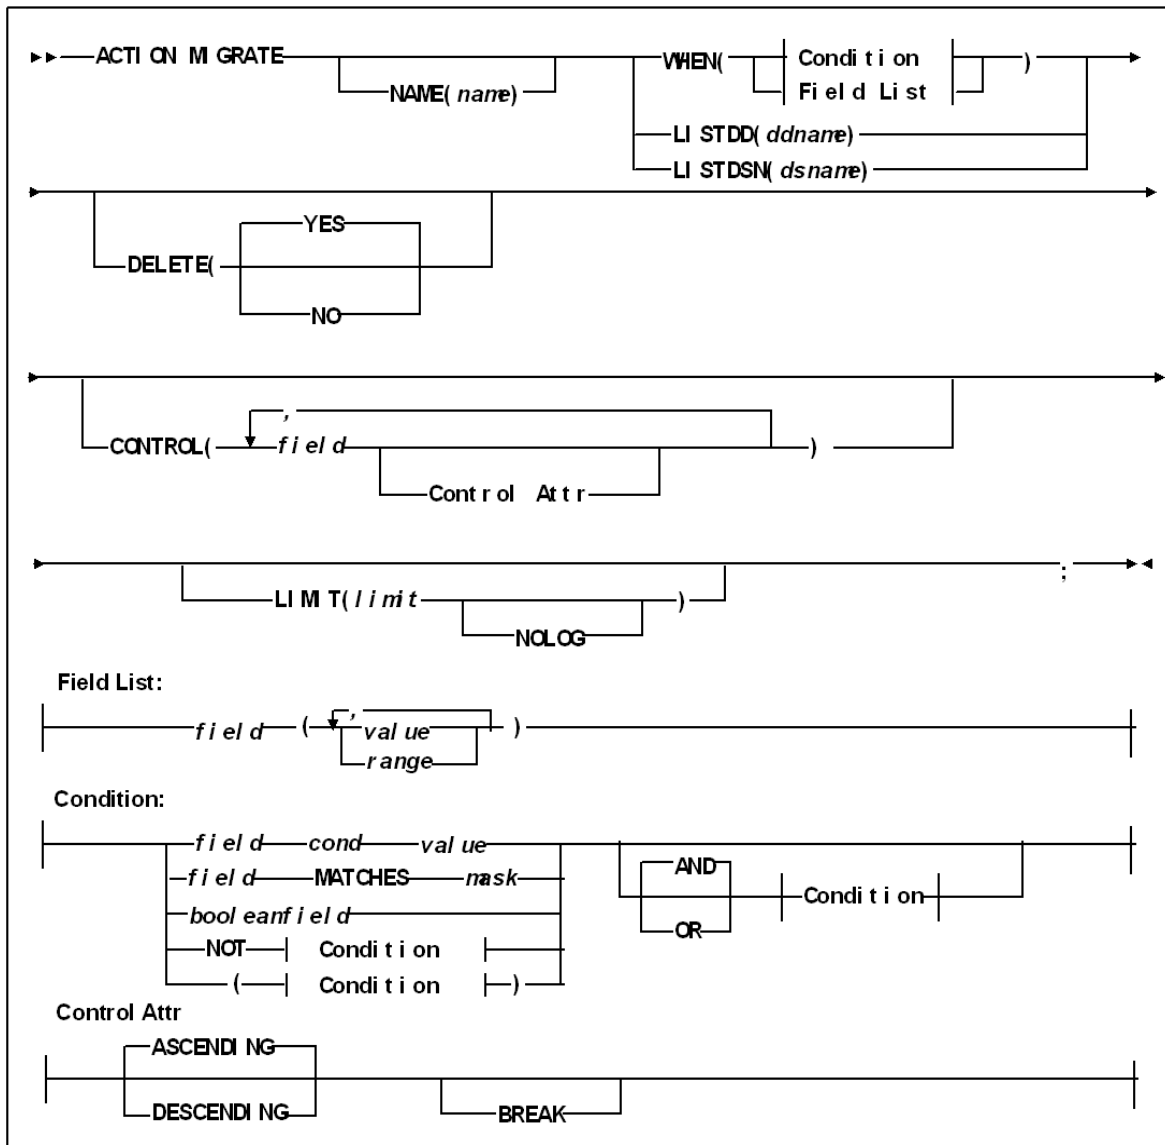 ACTION MIGRATE WHEN( Condition )
NAME(name) Field List
LISTDD(ddname)
LISTDSN(dsname)
YES
DELETE(
NO
,
CONTROL( field )
Control Attr
;
LIMIT(limit )
NOLOG
Field List:
,
field ( value )
range
Condition:
field cond value
AND
field MATCHES mask
Condition
booleanfield
OR
NOT Condition
( Condition )
Control Attr
ASCENDING
DESCENDING BREAK